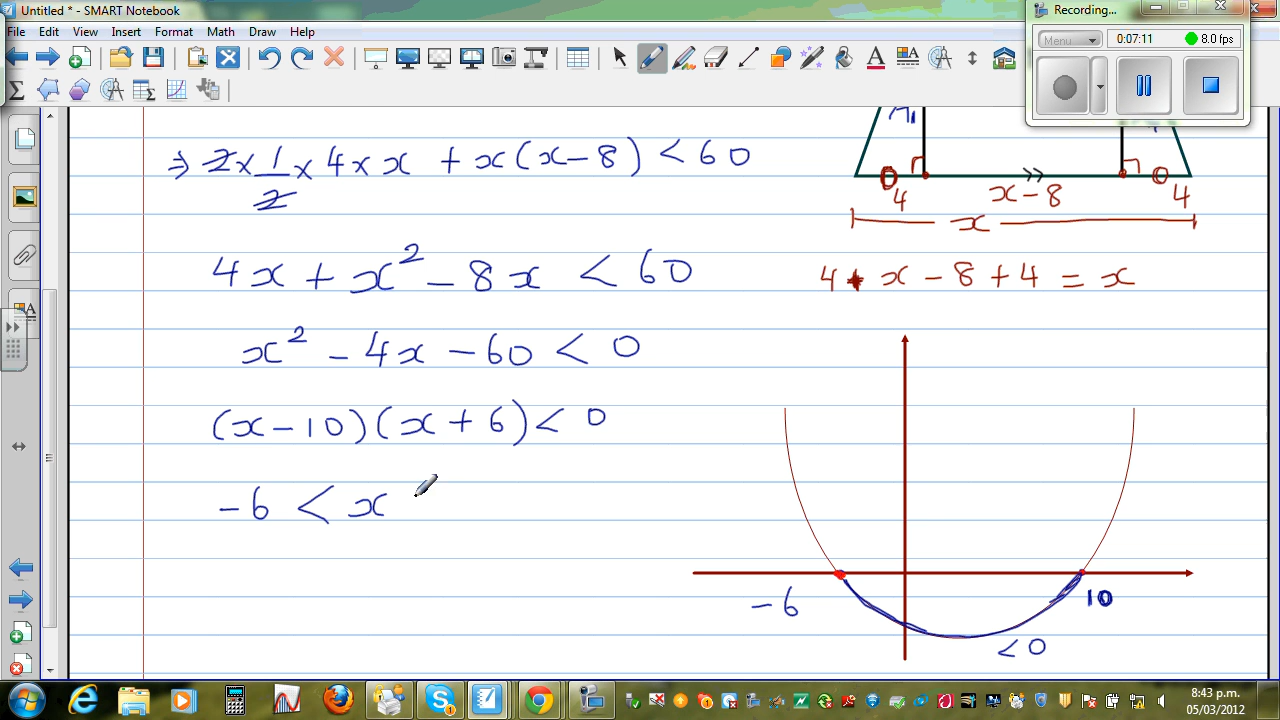 Untitled * - SMART Notebook
File Edit View Insert Format Math Draw Help
Recording...
Menu
0:07:11
8.0 fps
⇒ 2 × 1/2 × 4 × x + x(x-8) < 60
4x + x² - 8x < 60
x² - 4x - 60 < 0
(x-10)(x+6) < 0
-6 < x
A₁
4
x-8
4
x
4 + x - 8 + 4 = x
-6
10
<0
8:43 p.m.
05/03/2012